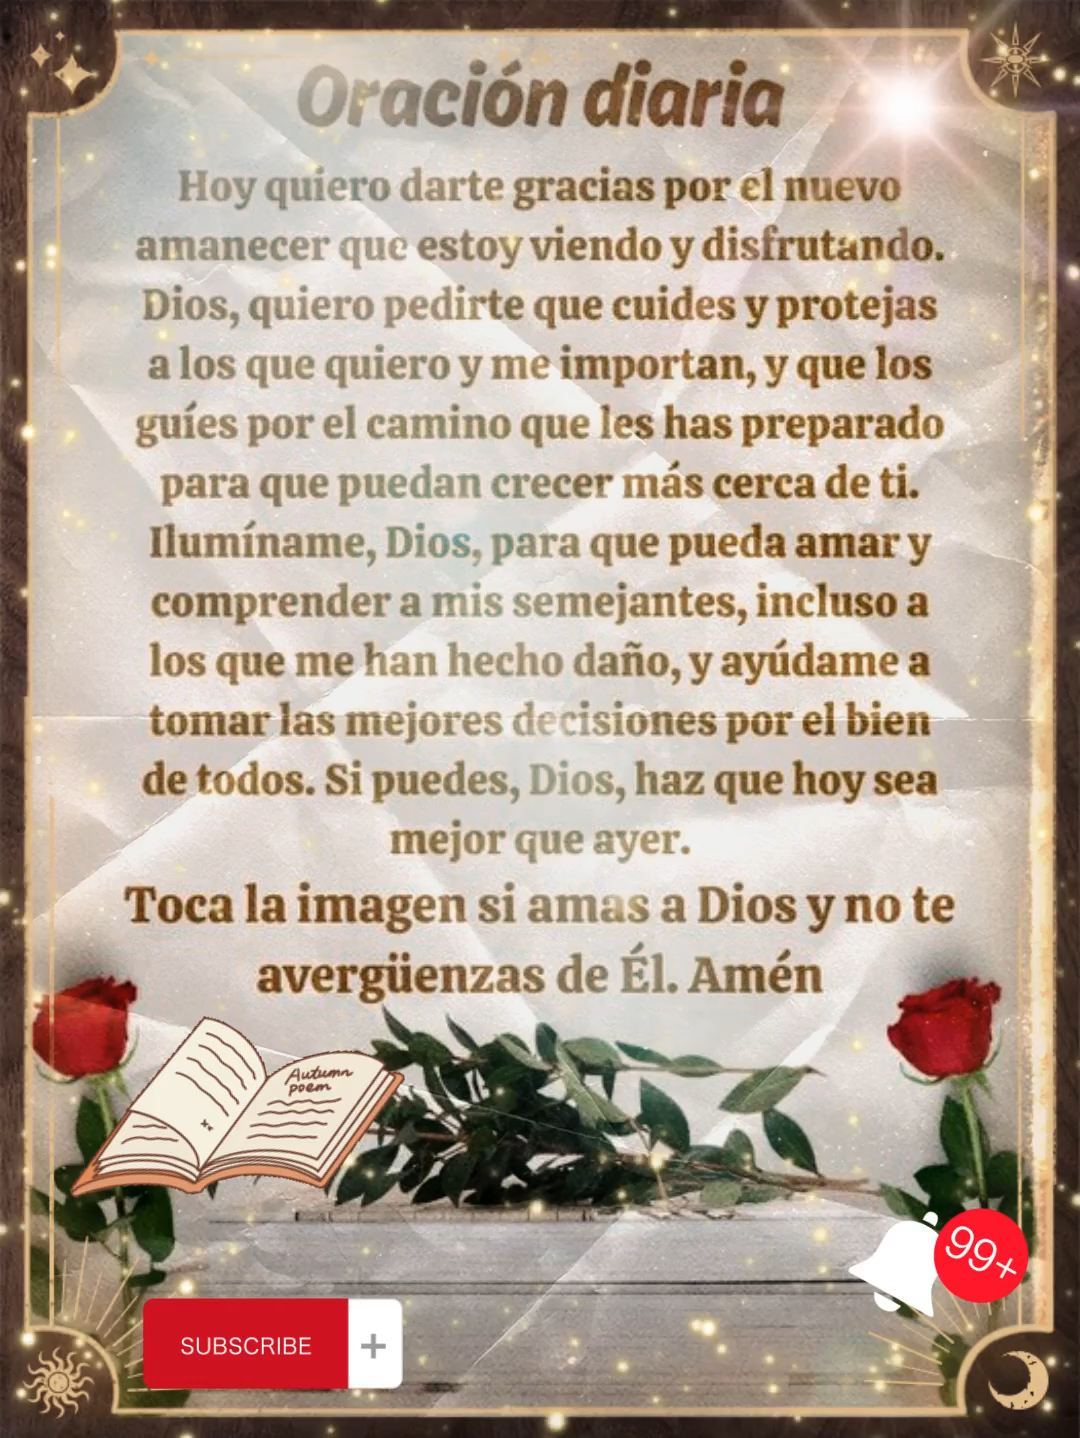 Oración diaria
Hoy quiero darte gracias por el nuevo
amanecer que estoy viendo y disfrutando.
Dios, quiero pedirte que cuides y protejas
a los que quiero y me importan, y que los
guíes por el camino que les has preparado
para que puedan crecer más cerca de ti.
Ilumíname, Dios, para que pueda amar y
comprender a mis semejantes, incluso a
los que me han hecho daño, y ayúdame a
tomar las mejores decisiones por el bien
de todos. Si puedes, Dios, haz que hoy sea
mejor que ayer.
Toca la imagen si amas a Dios y no te
avergüenzas de Él. Amén
Autumn
poem
99+
SUBSCRIBE +